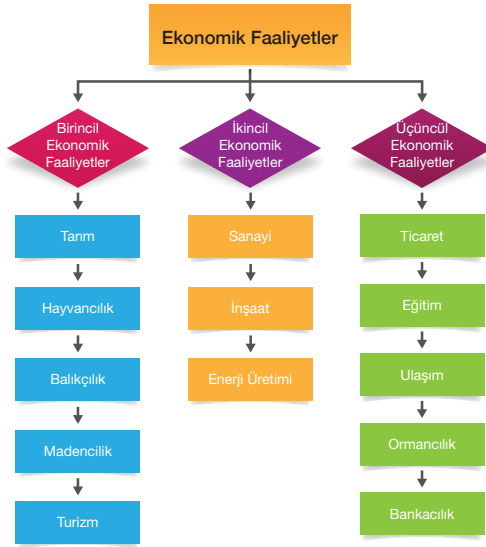 Ekonomik Faaliyetler
Birincil
Ekonomik
Faaliyetler
Tarım
Hayvancılık
Balıkçılık
Madencilik
Turizm
İkincil
Ekonomik
Faaliyetler
Sanayi
İnşaat
Enerji Üretimi
Üçüncül
Ekonomik
Faaliyetler
Ticaret
Eğitim
Ulaşım
Ormancılık
Bankacılık